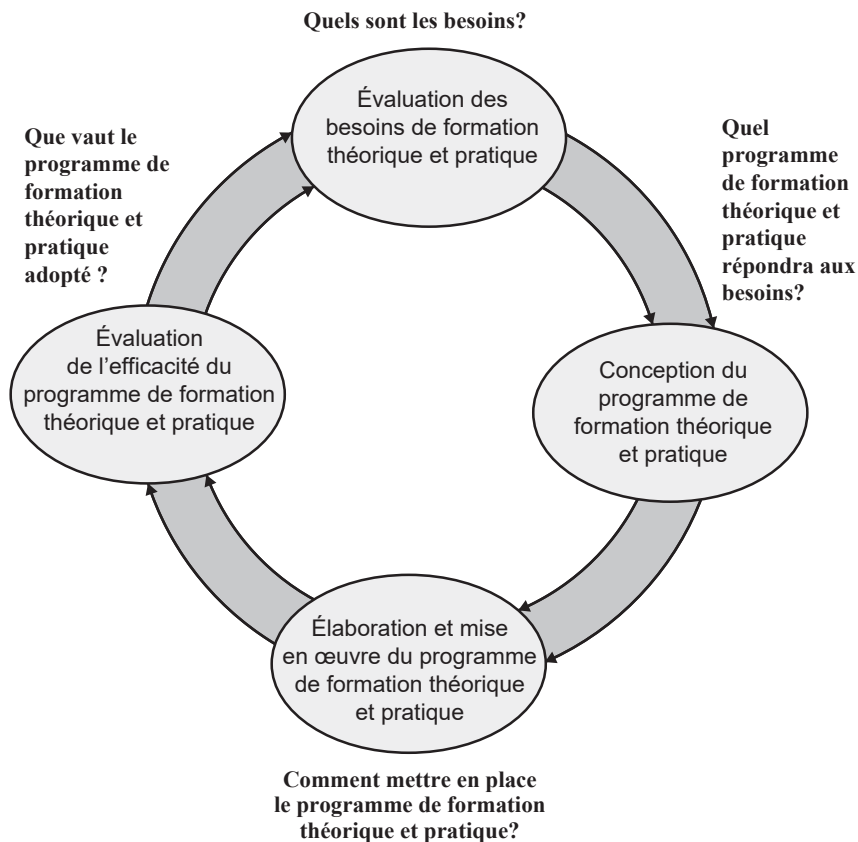 Quels sont les besoins?
Évaluation des
besoins de formation
théorique et pratique
Quel
programme
de formation
théorique et
pratique
répondra aux
besoins?
Conception du
programme de
formation théorique
et pratique
Élaboration et mise
en œuvre du programme
de formation théorique
et pratique
Comment mettre en place
le programme de formation
théorique et pratique?
Évaluation
de l’efficacité du
programme de formation
théorique et pratique
Que vaut le
programme de
formation
théorique et
pratique
adopté ?